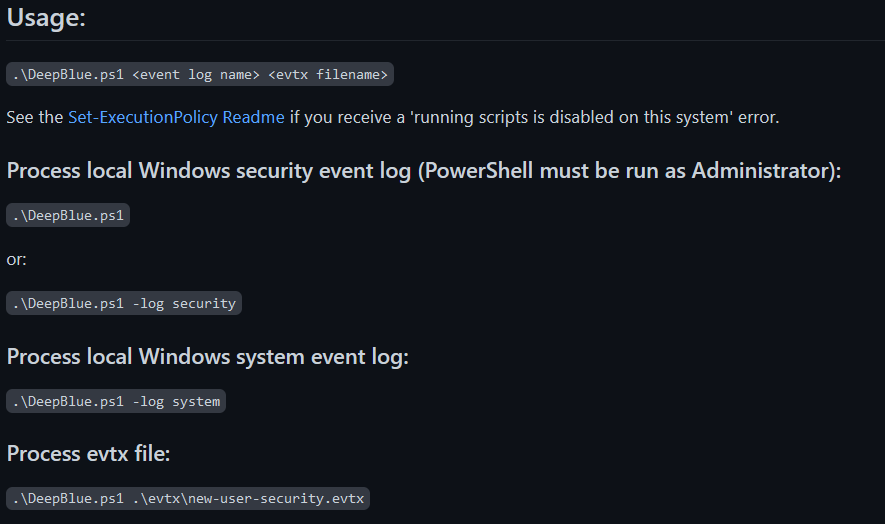 Usage:
.\DeepBlue.ps1 <event log name> <evtx filename>
See the Set-ExecutionPolicy Readme if you receive a 'running scripts is disabled on this system' error.
Process local Windows security event log (PowerShell must be run as Administrator):
.\DeepBlue.ps1
or:
.\DeepBlue.ps1 -log security
Process local Windows system event log:
.\DeepBlue.ps1 -log system
Process evtx file:
.\DeepBlue.ps1 .\evtx\new-user-security.evtx